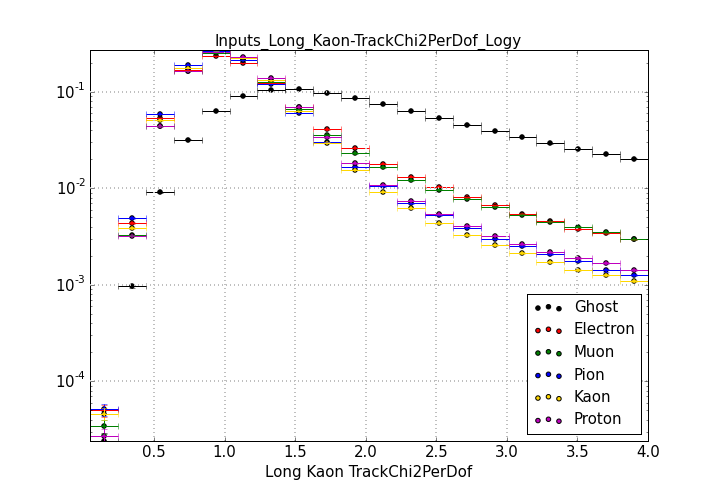 Inputs_Long_Kaon-TrackChi2PerDof_Logy
10^-1
10^-2
10^-3
10^-4
0.5 1.0 1.5 2.0 2.5 3.0 3.5 4.0
Long Kaon TrackChi2PerDof
Ghost
Electron
Muon
Pion
Kaon
Proton